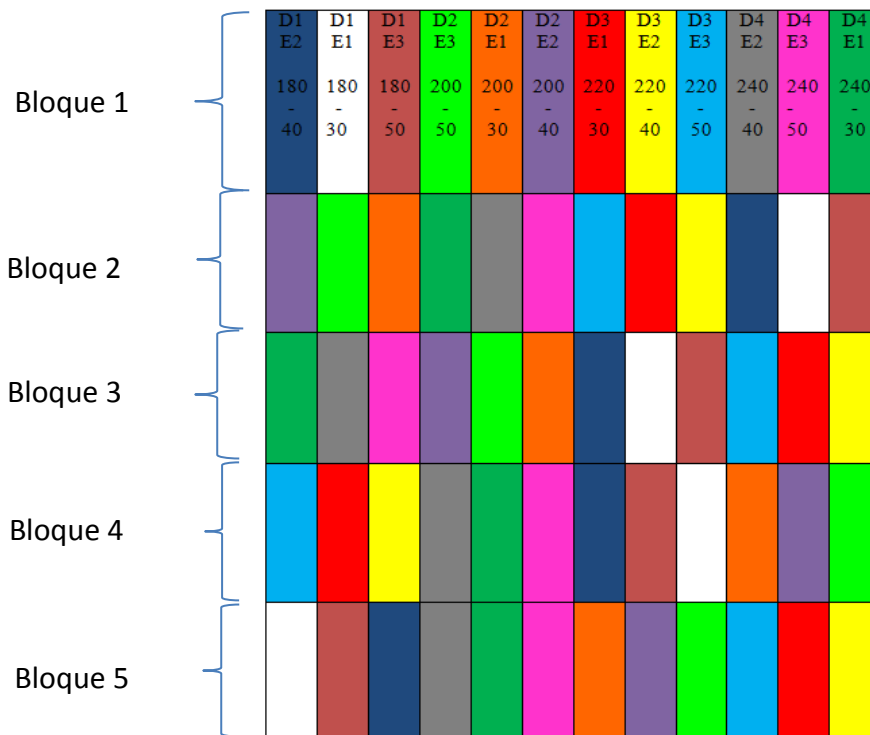 D1 D1 D1 D2 D2 D2 D3 D3 D3 D4 D4 D4
E2 E1 E3 E3 E1 E2 E1 E2 E3 E2 E3 E1
180 180 180 200 200 200 220 220 220 240 240 240
- - - - - - - - - - - -
40 30 50 50 30 40 30 40 50 40 50 30
Bloque 1
Bloque 2
Bloque 3
Bloque 4
Bloque 5